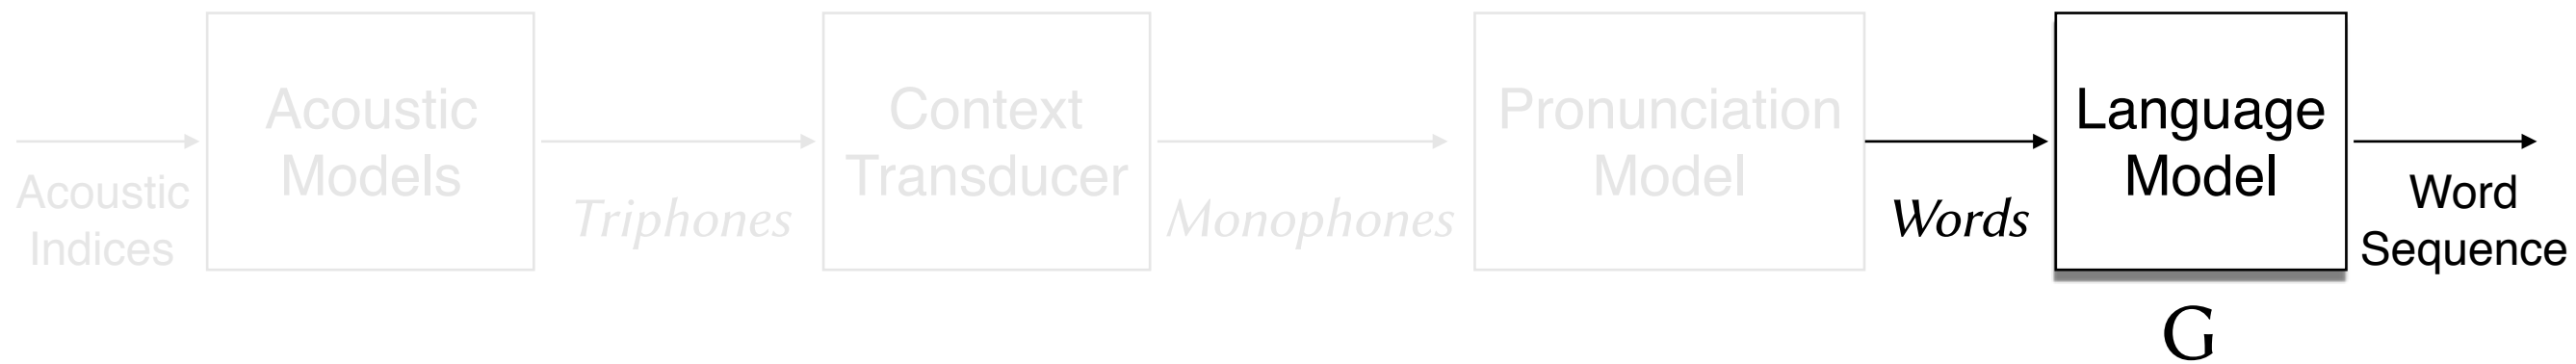 Acoustic
Indices
Acoustic
Models
Triphones
Context
Transducer
Monophones
Pronunciation
Model
Words
Language
Model
G
Word
Sequence